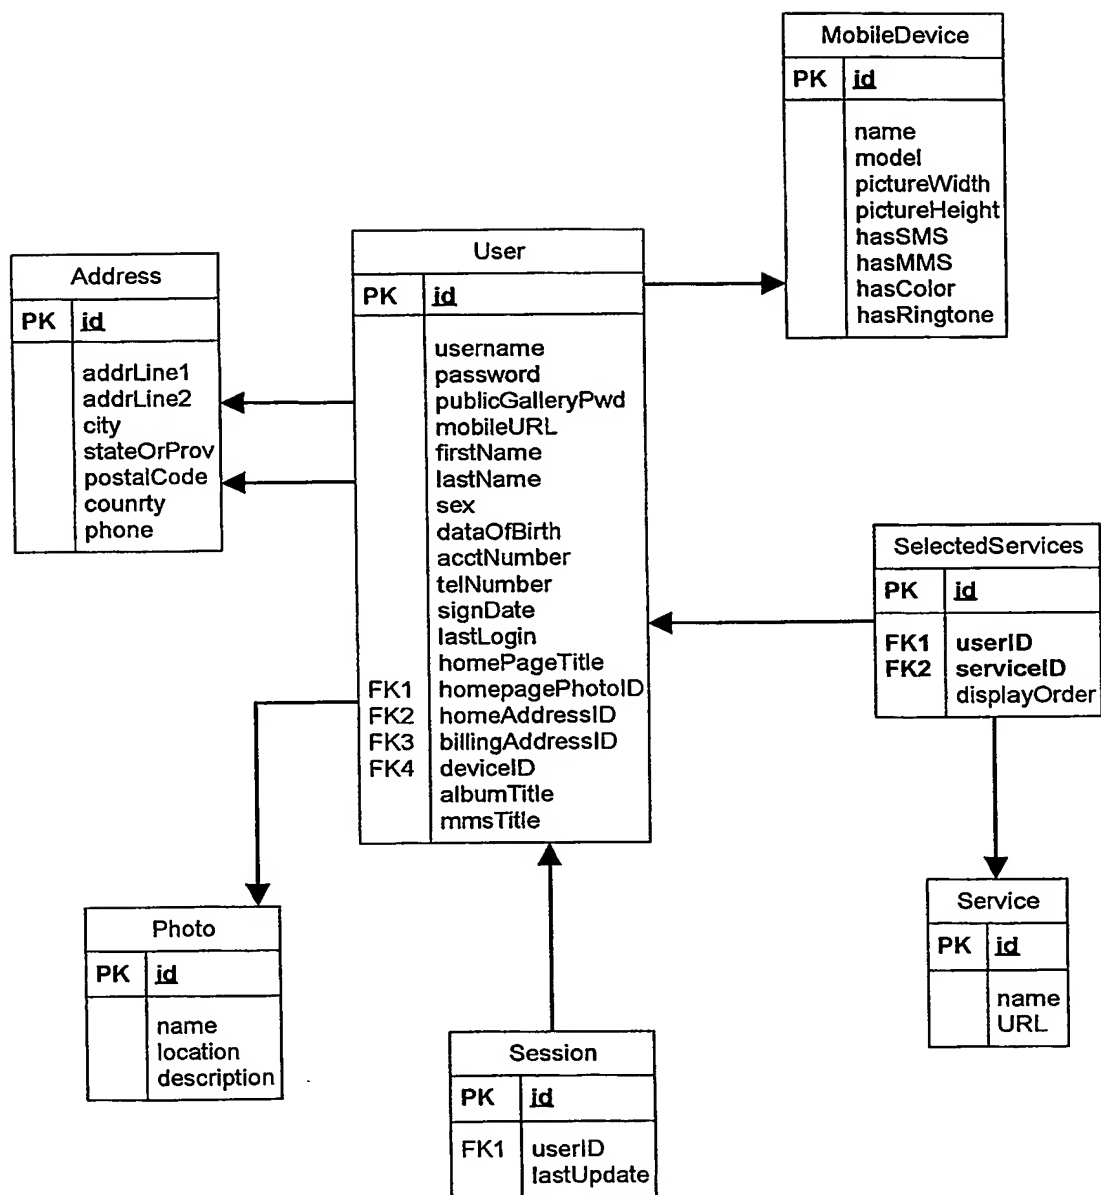 MobileDevice
PK id
name
model
pictureWidth
pictureHeight
hasSMS
hasMMS
hasColor
hasRingtone
Address
PK id
addrLine1
addrLine2
city
stateOrProv
postalCode
counrty
phone
User
PK id
username
password
publicGalleryPwd
mobileURL
firstName
lastName
sex
dataOfBirth
acctNumber
telNumber
signDate
lastLogin
homePageTitle
FK1 homepagePhotoID
FK2 homeAddressID
FK3 billingAddressID
FK4 deviceID
albumTitle
mmsTitle
SelectedServices
PK id
FK1 userID
FK2 serviceID
displayOrder
Photo
PK id
name
location
description
Service
PK id
name
URL
Session
PK id
FK1 userID
lastUpdate